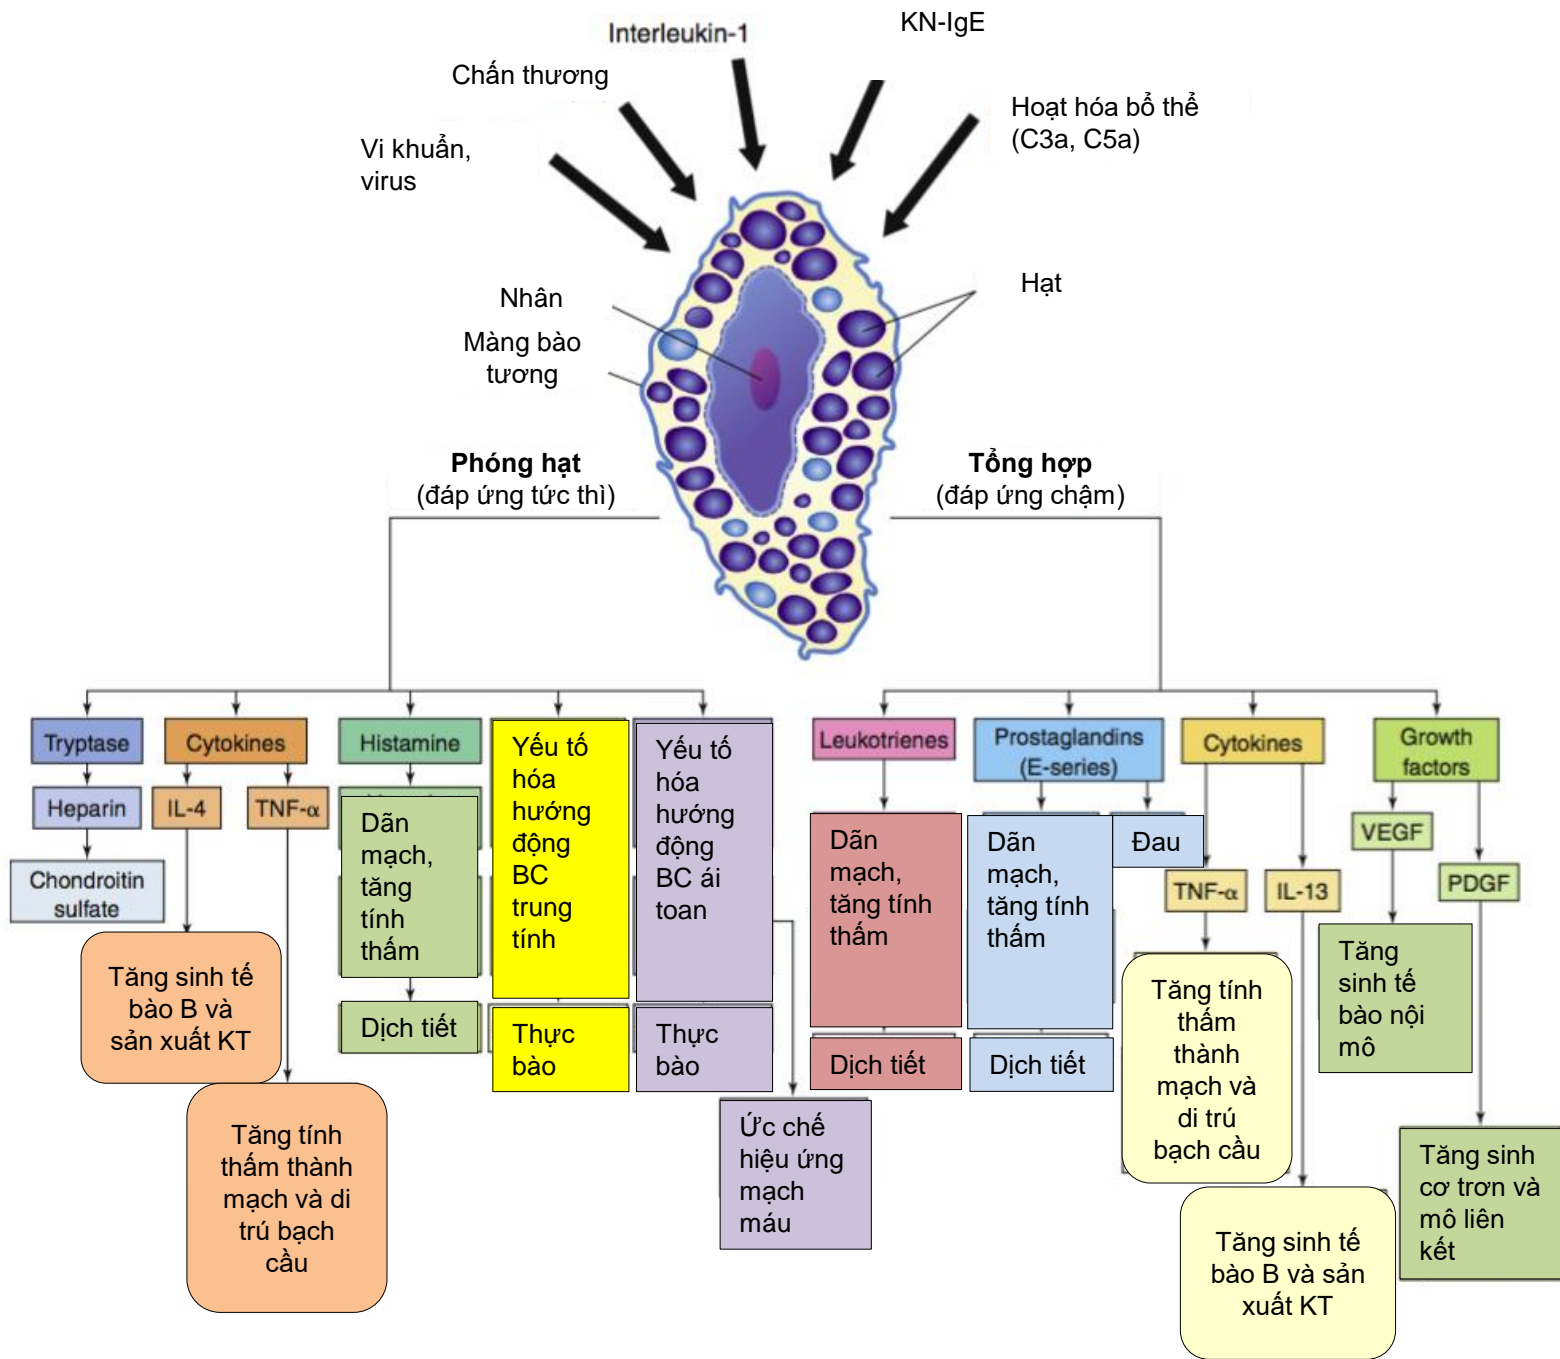 Interleukin-1
KN-IgE
Chấn thương
Hoạt hóa bổ thể
(C3a, C5a)
Vi khuẩn,
virus
Nhân
Hạt
Màng bào
tương
Phóng hạt
(đáp ứng tức thì)
Tổng hợp
(đáp ứng chậm)
Tryptase
Heparin
Chondroitin
sulfate
Cytokines
IL-4
TNF-α
Tăng sinh tế
bào B và
sản xuất KT
Tăng tính
thấm thành
mạch và di
trú bạch
cầu
Histamine
Dãn
mạch,
tăng
tính
thấm
Dịch tiết
Yếu tố
hóa
hướng
động
BC
trung
tính
Thực
bào
Yếu tố
hóa
hướng
động
BC ái
toan
Thực
bào
Ức chế
hiệu ứng
mạch
máu
Leukotrienes
Dãn
mạch,
tăng tính
thấm
Dịch tiết
Prostaglandins
(E-series)
Dãn
mạch,
tăng tính
thấm
Dịch tiết
Đau
Cytokines
TNF-α
IL-13
Tăng tính
thấm
thành
mạch và
di trú
bạch cầu
Tăng sinh tế
bào B và sản
xuất KT
Growth
factors
VEGF
PDGF
Tăng
sinh tế
bào nội
mô
Tăng sinh
cơ trơn và
mô liên
kết